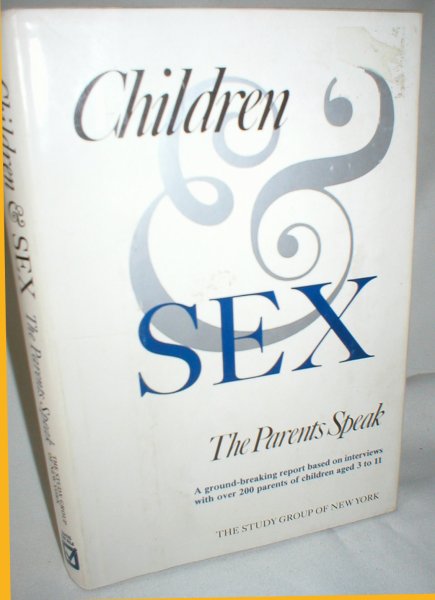 Children
&
SEX
The Parents Speak
A ground-breaking report based on interviews
with over 200 parents of children aged 3 to 11
THE STUDY GROUP OF NEW YORK
Children & SEX The Parents Speak